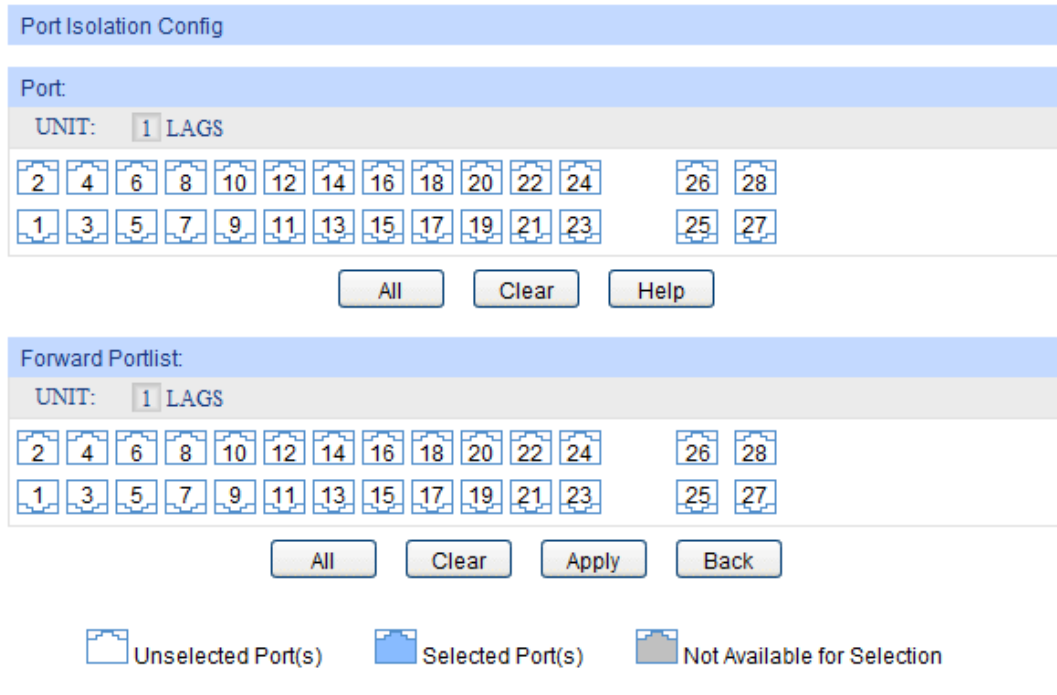 Port Isolation Config
Port:
UNIT: 1 LAGS
2 4 6 8 10 12 14 16 18 20 22 24 26 28
1 3 5 7 9 11 13 15 17 19 21 23 25 27
All Clear Help
Forward Portlist:
UNIT: 1 LAGS
2 4 6 8 10 12 14 16 18 20 22 24 26 28
1 3 5 7 9 11 13 15 17 19 21 23 25 27
All Clear Apply Back
Unselected Port(s) Selected Port(s) Not Available for Selection